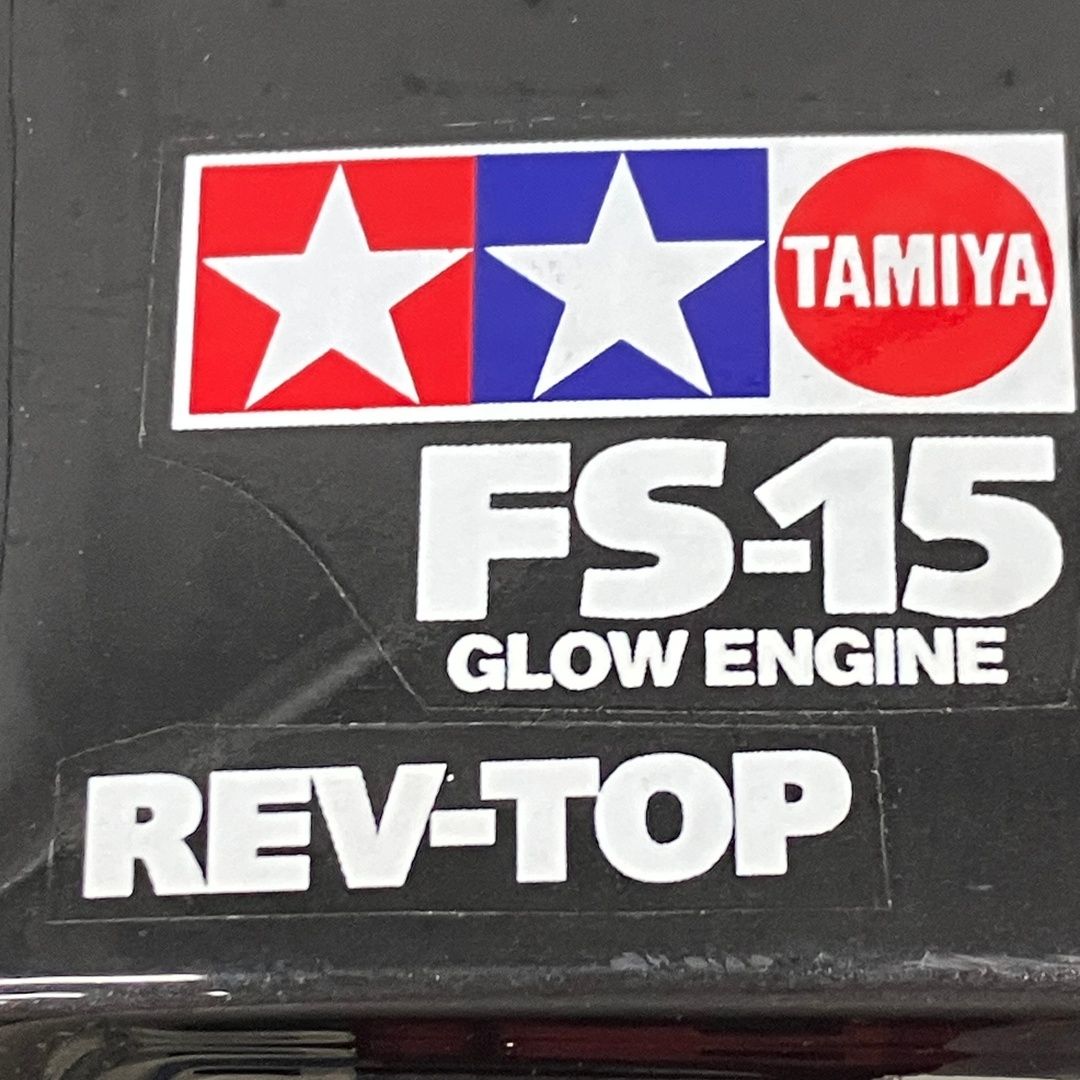 TAMIYA
FS-15
GLOW ENGINE
REV-TOP